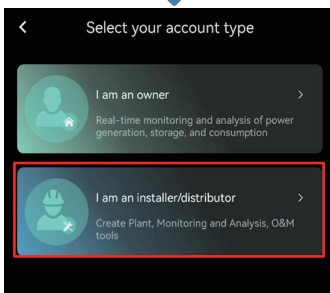 Select your account type
I am an owner
Real-time monitoring and analysis of power
generation, storage, and consumption
I am an installer/distributor
Create Plant, Monitoring and Analysis, O&M
tools